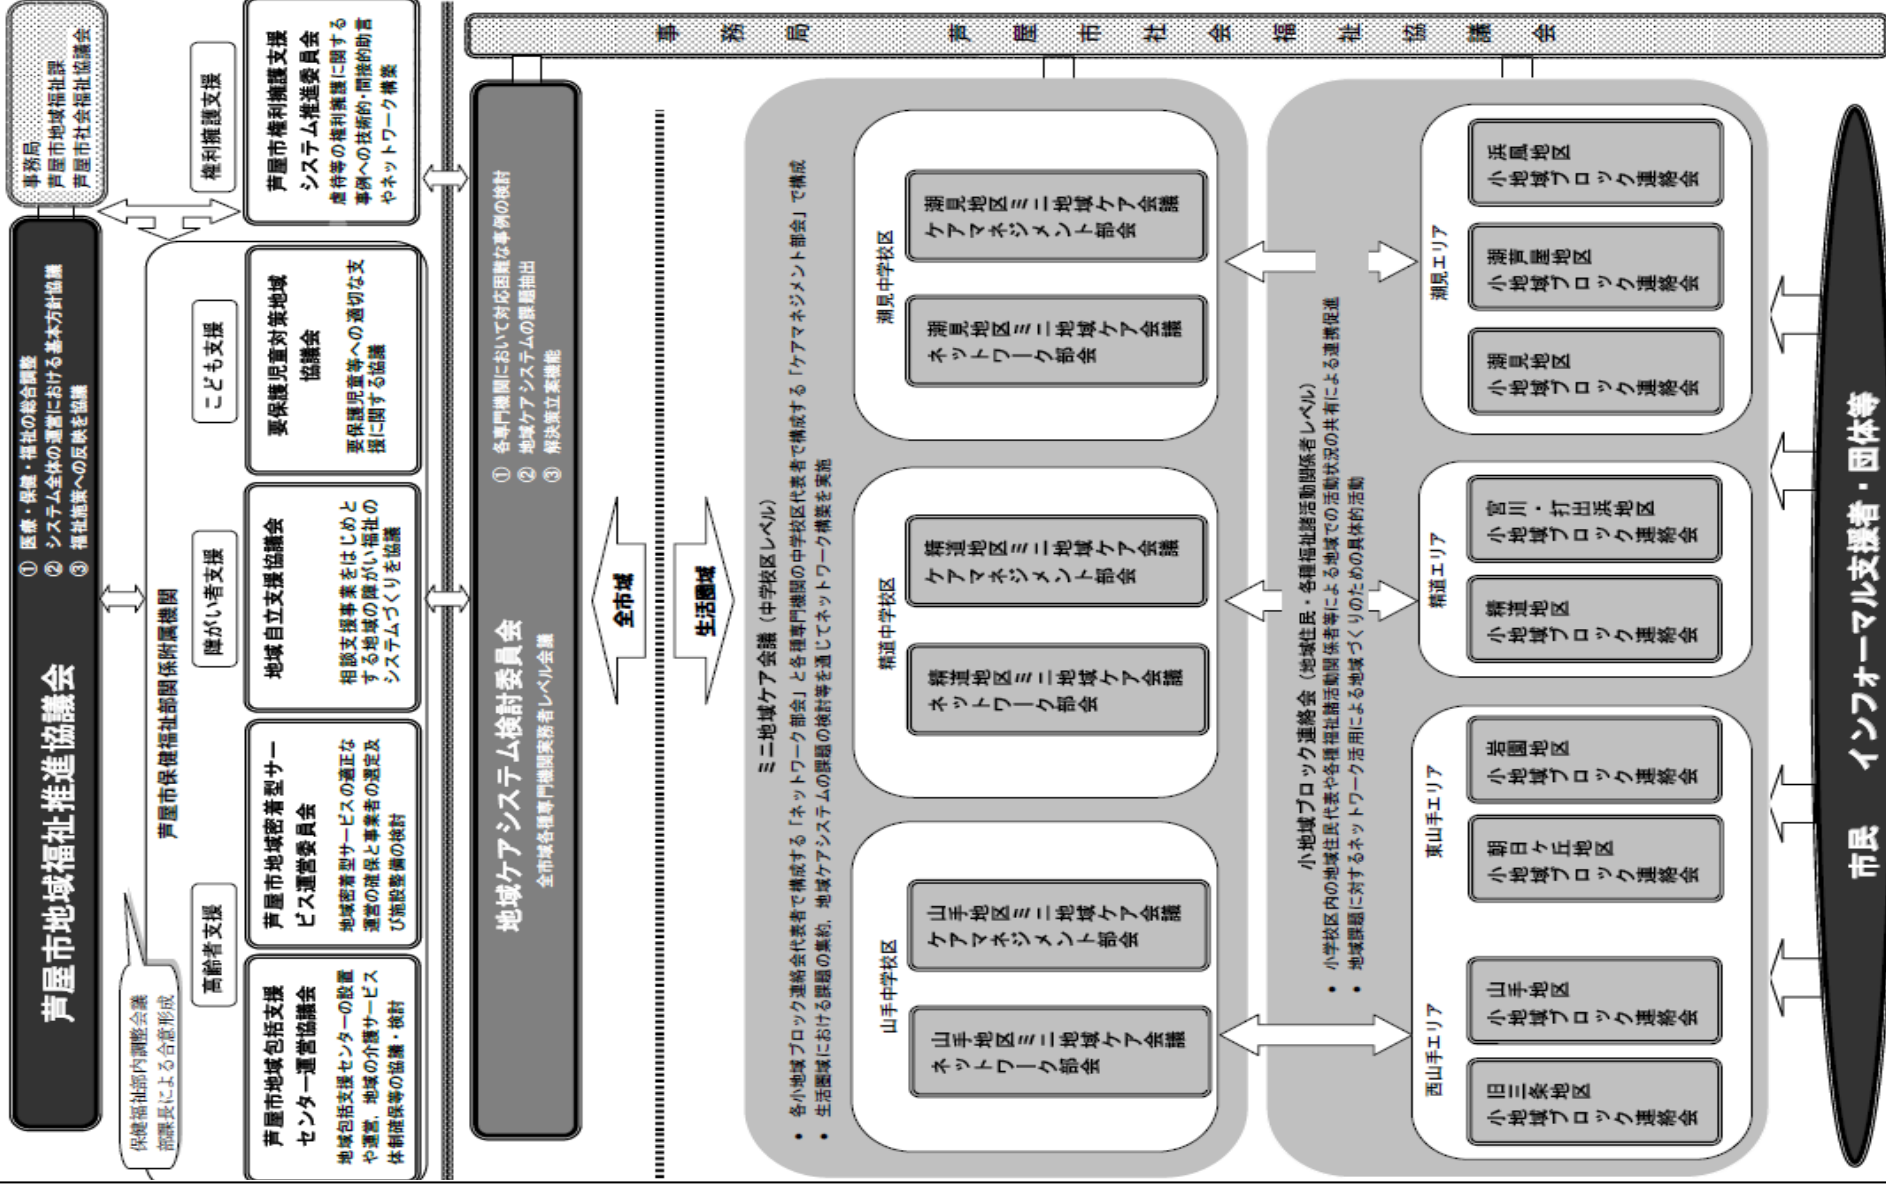 芦屋市地域福祉推進協議会
① 医療・保健・福祉の総合調整
② システム全体の運営における基本方針協議
③ 福祉施策への反映を協議
事務局
芦屋市地域福祉課
芦屋市社会福祉協議会
保健福祉部内調整会議
部課長による合意形成
芦屋市保健福祉部関係附属機関
高齢者支援
障がい者支援
こども支援
権利擁護支援
芦屋市地域包括支援
センター運営協議会
地域包括支援センターの設置
や運営、地域の介護サービス
体制確保等の協議・検討
芦屋市地域密着型サー
ビス運営委員会
地域密着型サービスの適正な
運営の確保と事業者の選定及
び施設整備の検討
地域自立支援協議会
相談支援事業をはじめと
する地域の障がい福祉の
システムづくりを協議
要保護児童対策地域
協議会
要保護児童等への適切な支
援に関する協議
芦屋市権利擁護支援
システム推進委員会
虐待等の権利擁護に関する
事例への技術的・間接的助言
やネットワーク構築
地域ケアシステム検討委員会
全市域各種専門機関実務者レベル会議
① 各専門機関において対応困難な事例の検討
② 地域ケアシステムの課題抽出
③ 解決策立案機能
事務局 芦屋市社会福祉協議会
全市域
生活圏域
ミニ地域ケア会議（中学校区レベル）
• 各小地域ブロック連絡会代表者で構成する「ネットワーク部会」と各種専門機関の中学校区代表者で構成する「ケアマネジメント部会」で構成
• 生活圏域における課題の集約、地域ケアシステムの課題の検討等を通じてネットワーク構築を実施
山手中学校区
山手地区ミニ地域ケア会議
ネットワーク部会
山手地区ミニ地域ケア会議
ケアマネジメント部会
精道中学校区
精道地区ミニ地域ケア会議
ネットワーク部会
精道地区ミニ地域ケア会議
ケアマネジメント部会
潮見中学校区
潮見地区ミニ地域ケア会議
ネットワーク部会
潮見地区ミニ地域ケア会議
ケアマネジメント部会
小地域ブロック連絡会（地域住民・各種福祉諸活動関係者レベル）
• 小学校区内の地域住民代表や各種福祉諸活動関係者等による地域での活動状況の共有による連携促進
• 地域課題に対するネットワーク活用による地域づくりのための具体的活動
西山手エリア
旧三条地区
小地域ブロック連絡会
山手地区
小地域ブロック連絡会
東山手エリア
朝日ヶ丘地区
小地域ブロック連絡会
岩園地区
小地域ブロック連絡会
精道エリア
精道地区
小地域ブロック連絡会
宮川・打出浜地区
小地域ブロック連絡会
潮見エリア
潮見地区
小地域ブロック連絡会
潮芦屋地区
小地域ブロック連絡会
浜風地区
小地域ブロック連絡会
市民 インフォーマル支援者・団体等